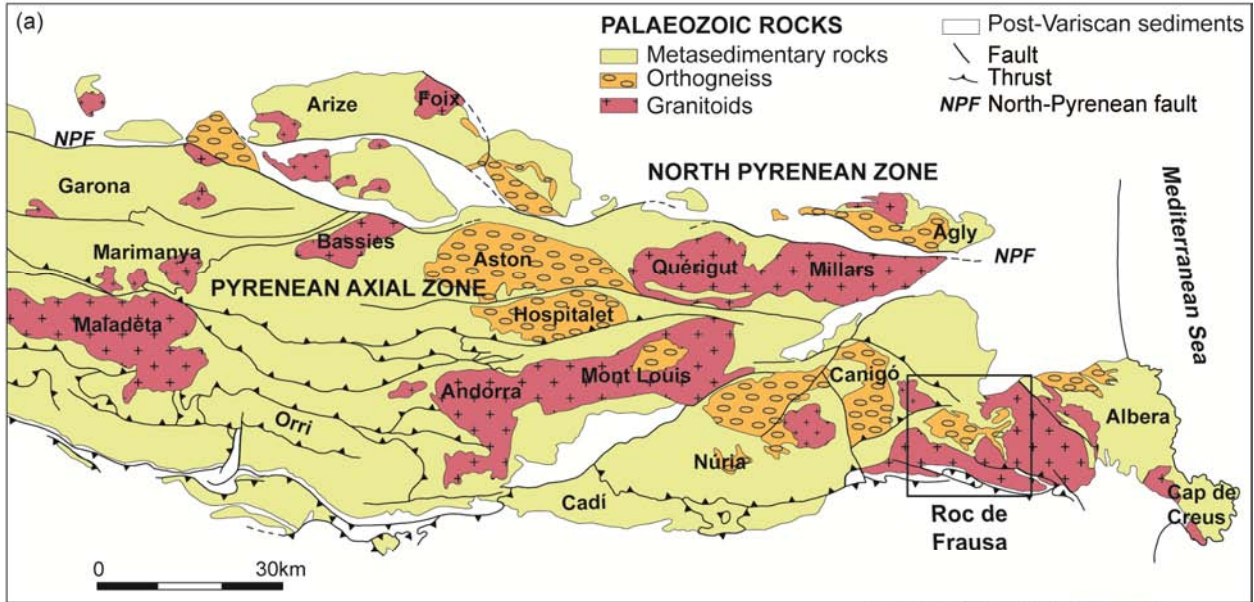 (a)
PALAEOZOIC ROCKS
Metasedimentary rocks
Orthogneiss
Granitoids
Post-Variscan sediments
Fault
Thrust
NPF North-Pyrenean fault
Arize
Foix
NPF
NORTH PYRENEAN ZONE
Mediterranean Sea
Garona
Agly
Bassies
Marimanya
Aston
Quérigut
Millars
NPF
PYRENEAN AXIAL ZONE
Hospitalet
Maladeta
Mont Louis
Canigó
Andorra
Albera
Orri
Núria
Cadí
Cap de
Creus
Roc de
Frausa
0 30km